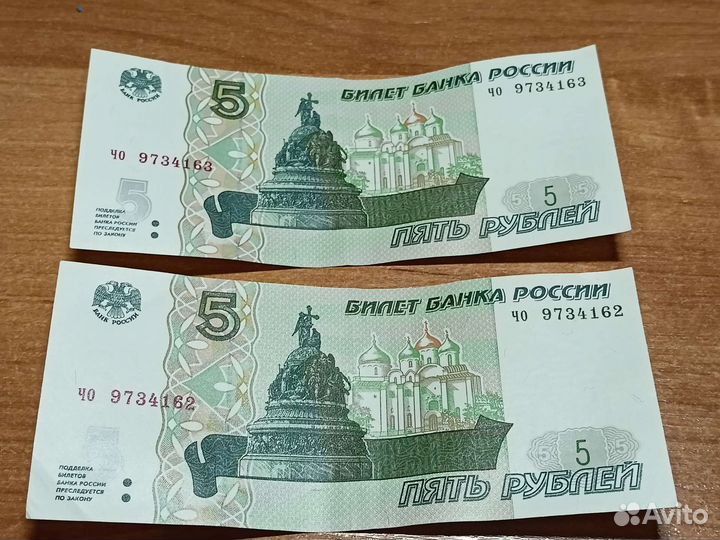 5
БИЛЕТ БАНКА РОССИИ
чо 9734163
БАНК РОССИИ
чо 9734163
5
ПОДДЕЛКА
БИЛЕТОВ
БАНКА РОССИИ
ПРЕСЛЕДУЕТСЯ
ПО ЗАКОНУ
5 5 5
ПЯТЬ РУБЛЕЙ
5
БИЛЕТ БАНКА РОССИИ
чо 9734162
БАНК РОССИИ
чо 9734162
5
ПОДДЕЛКА
БИЛЕТОВ
БАНКА РОССИИ
ПРЕСЛЕДУЕТСЯ
ПО ЗАКОНУ
5 5 5
ПЯТЬ РУБЛЕЙ
Avito